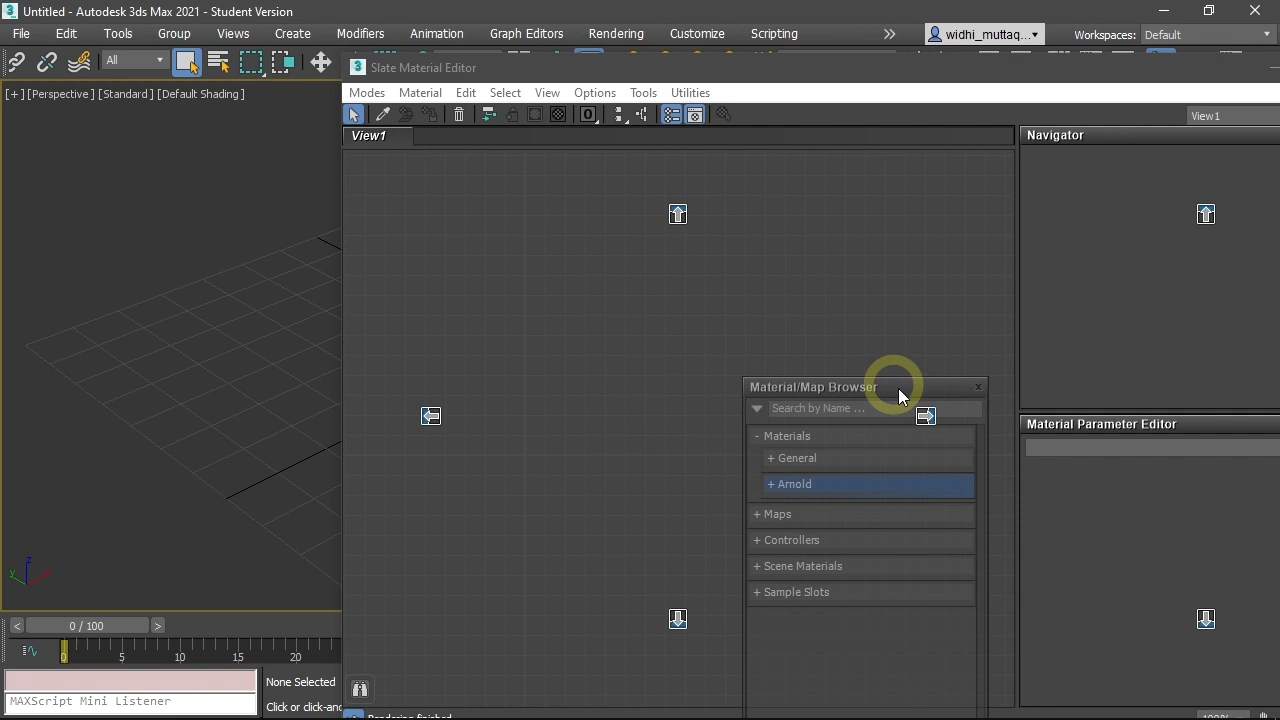 Untitled - Autodesk 3ds Max 2021 - Student Version
File Edit Tools Group Views Create Modifiers Animation Graph Editors Rendering Customize Scripting widhi_muttaq... Workspaces: Default
All
Slate Material Editor
[+] [Perspective] [Standard] [Default Shading]
Modes Material Edit Select View Options Tools Utilities
View1
View1
Navigator
Material/Map Browser
Search by Name ...
- Materials
+ General
+ Arnold
+ Maps
+ Controllers
+ Scene Materials
+ Sample Slots
Material Parameter Editor
z
y
x
< 0 / 100 >
0 5 10 15 20
MAXScript Mini Listener
None Selected
Click or click-and
Rendering finished
100%